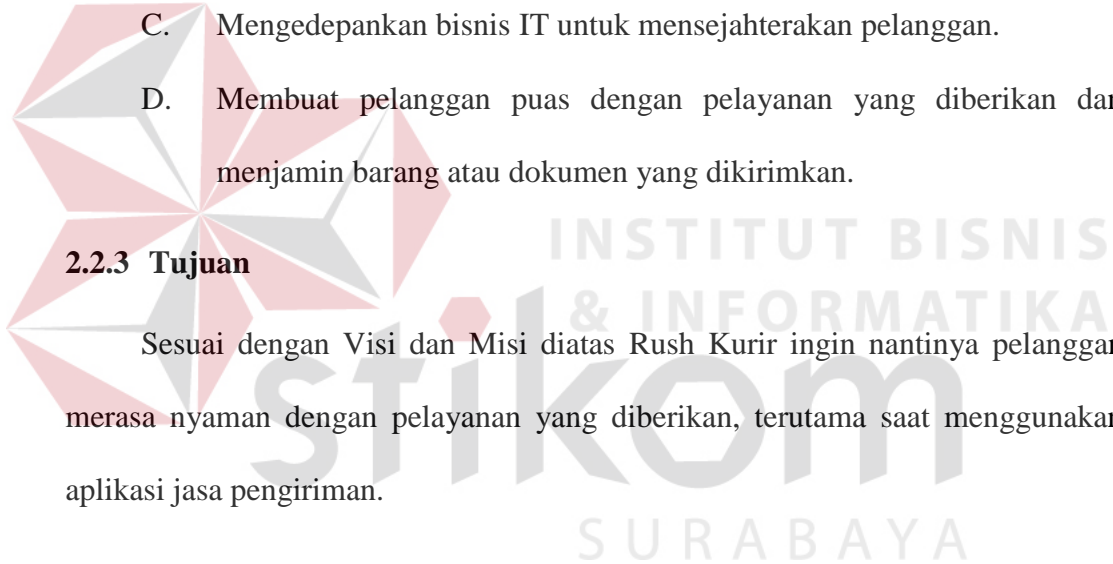 C. Mengedepankan bisnis IT untuk mensejahterakan pelanggan.
D. Membuat pelanggan puas dengan pelayanan yang diberikan dan
menjamin barang atau dokumen yang dikirimkan.
INSTITUT BISNIS
2.2.3 Tujuan
& INFORMATIKA
Sesuai dengan Visi dan Misi diatas Rush Kurir ingin nantinya pelanggan
stikom
merasa nyaman dengan pelayanan yang diberikan, terutama saat menggunakan
aplikasi jasa pengiriman.
SURABAYA